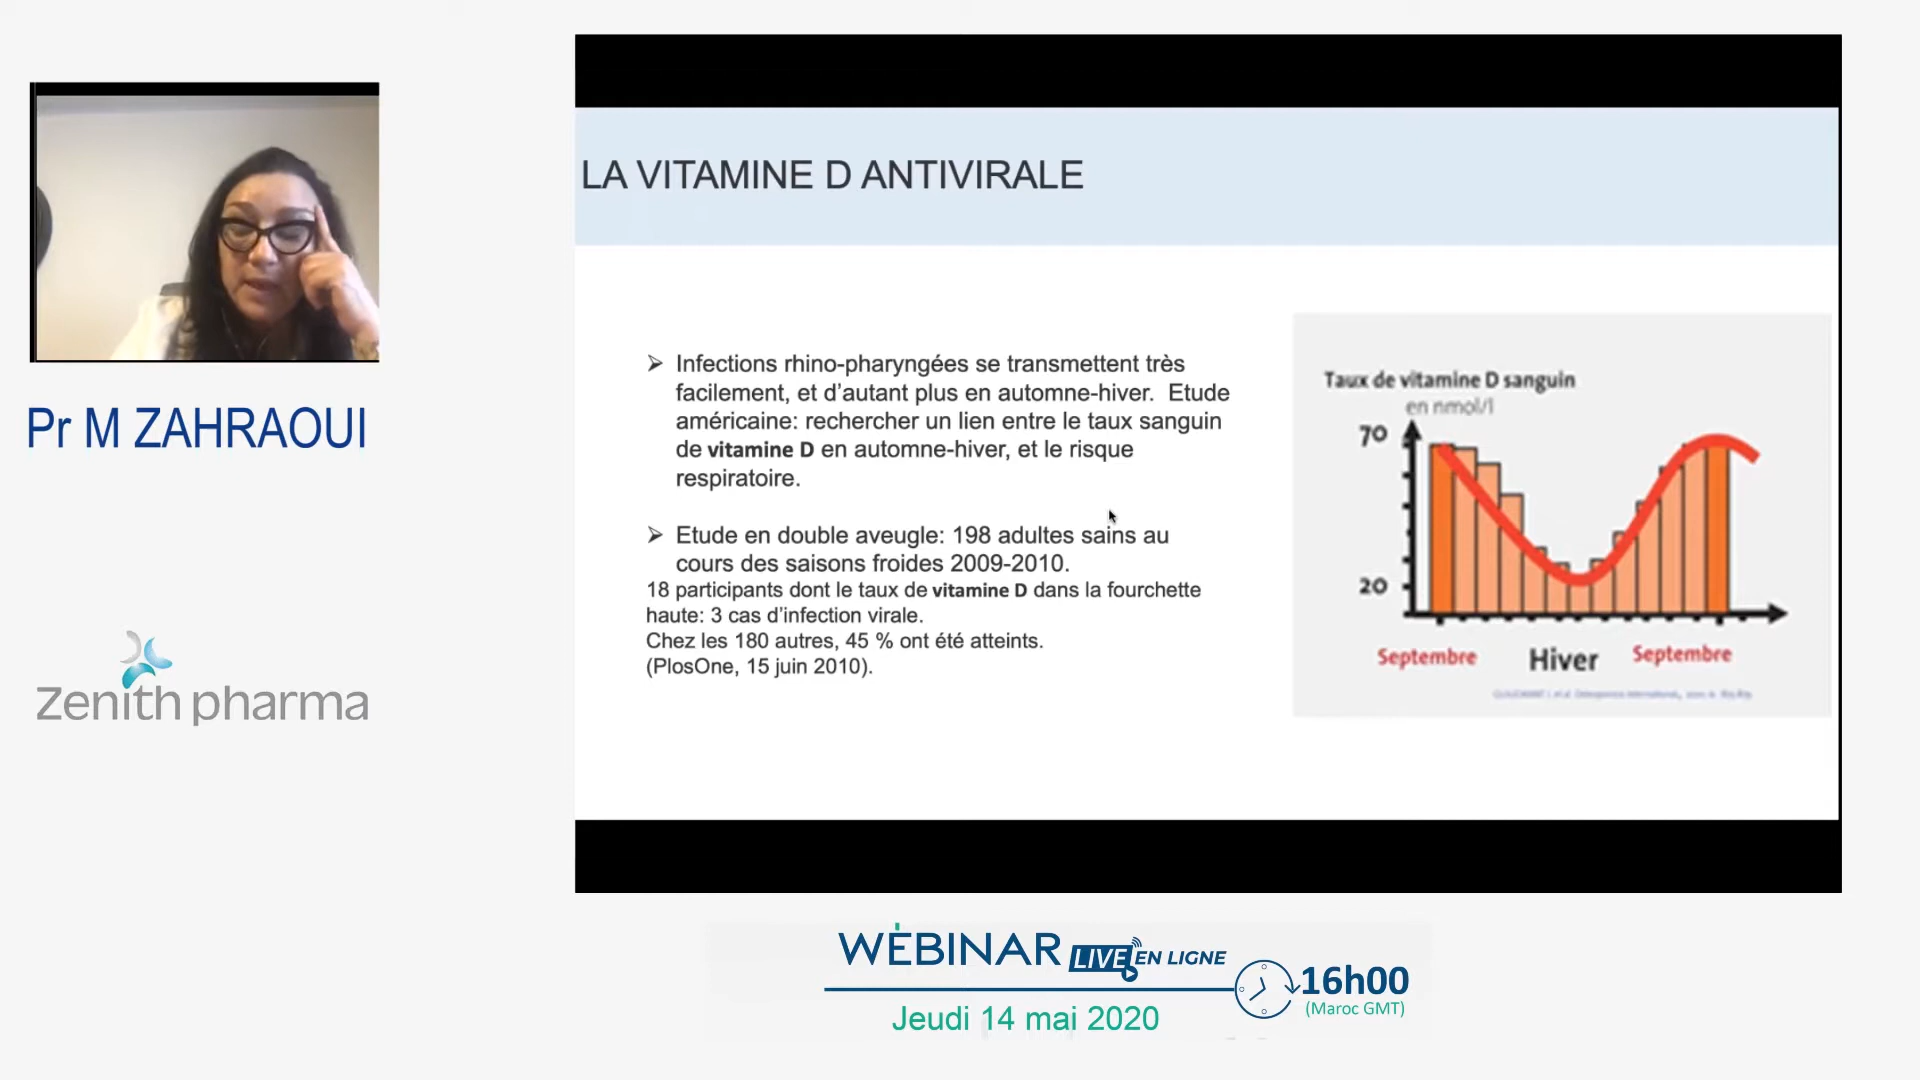 LA VITAMINE D ANTIVIRALE
➢ Infections rhino-pharyngées se transmettent très
facilement, et d’autant plus en automne-hiver. Etude
américaine: rechercher un lien entre le taux sanguin
de vitamine D en automne-hiver, et le risque
respiratoire.
➢ Etude en double aveugle: 198 adultes sains au
cours des saisons froides 2009-2010.
18 participants dont le taux de vitamine D dans la fourchette
haute: 3 cas d’infection virale.
Chez les 180 autres, 45 % ont été atteints.
(PlosOne, 15 juin 2010).
Taux de vitamine D sanguin
en nmol/l
70
20
Septembre
Hiver
Septembre
Pr M ZAHRAOUI
zenith pharma
WEBINAR LIVE EN LIGNE
16h00
(Maroc GMT)
Jeudi 14 mai 2020